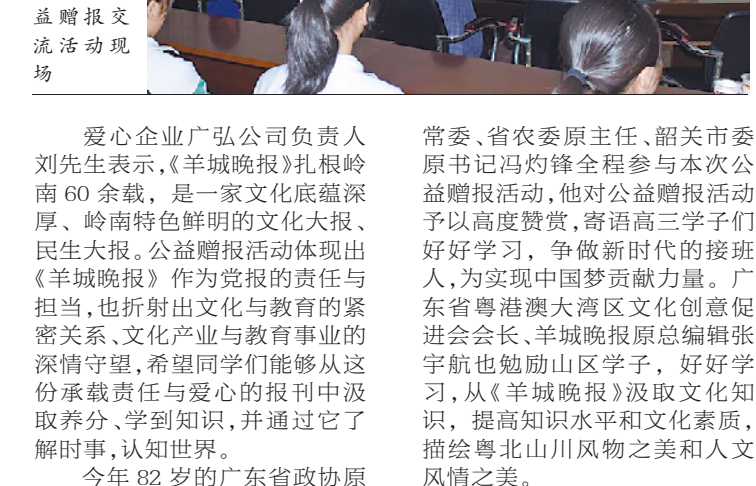 益赠报交
流活动现
场
爱心企业广弘公司负责人
刘先生表示,《羊城晚报》扎根岭
南 60 余载，是一家文化底蕴深
厚、岭南特色鲜明的文化大报、
民生大报。公益赠报活动体现出
《羊城晚报》作为党报的责任与
担当,也折射出文化与教育的紧
密关系、文化产业与教育事业的
深情守望,希望同学们能够从这
份承载责任与爱心的报刊中汲
取养分、学到知识,并通过它了
解时事,认知世界。
今年 82 岁的广东省政协原
常委、省农委原主任、韶关市委
原书记冯灼锋全程参与本次公
益赠报活动,他对公益赠报活动
予以高度赞赏,寄语高三学子们
好好学习，争做新时代的接班
人,为实现中国梦贡献力量。广
东省粤港澳大湾区文化创意促
进会会长、羊城晚报原总编辑张
宇航也勉励山区学子，好好学
习,从《羊城晚报》汲取文化知
识，提高知识水平和文化素质,
描绘粤北山川风物之美和人文
风情之美。